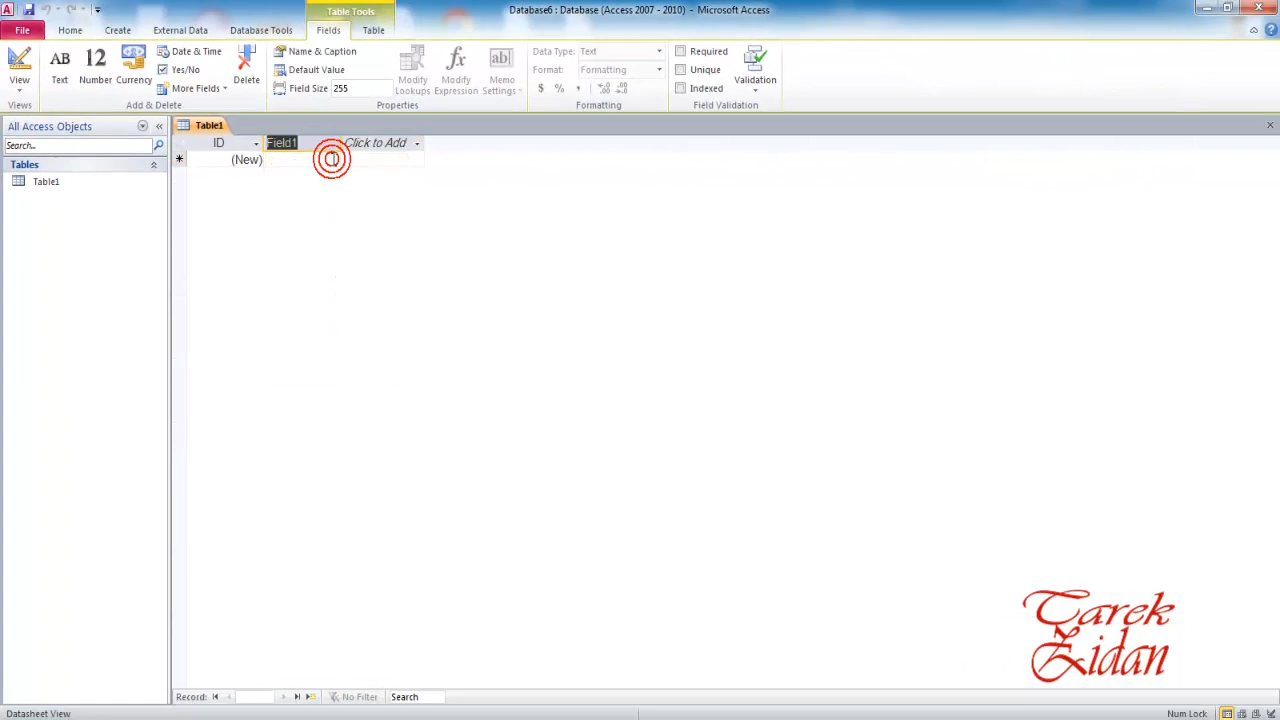 Table Tools
Database6 : Database (Access 2007 - 2010) - Microsoft Access
File Home Create External Data Database Tools Fields Table
View
Views
AB Text
12 Number
Currency
Date & Time
Yes/No
More Fields
Delete
Add & Delete
Name & Caption
Default Value
Field Size 255
Modify Lookups
fx Modify Expression
ab Memo Settings
Properties
Data Type: Text
Format: Formatting
$ % ,
Formatting
Required
Unique
Indexed
Validation
Field Validation
All Access Objects
Search...
Tables
Table1
Table1
ID Field1 Click to Add
(New)
Tarek
Zidan
Record: No Filter Search
Datasheet View Num Lock